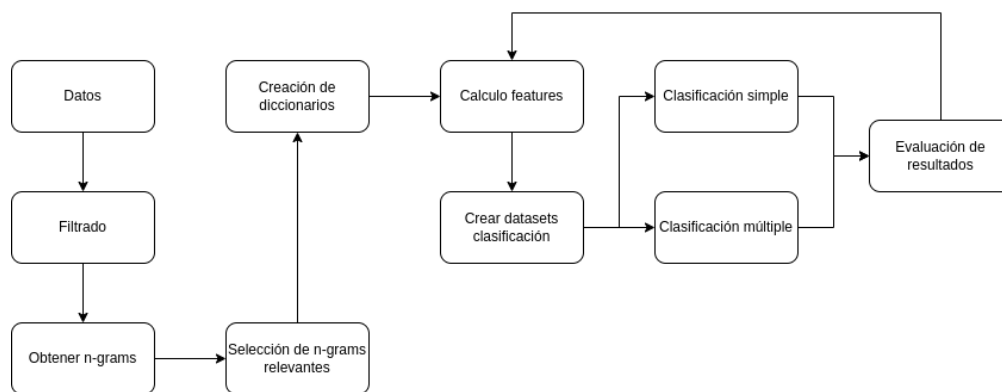 Datos
Filtrado
Obtener n-grams
Selección de n-grams
relevantes
Creación de
diccionarios
Calculo features
Crear datasets
clasificación
Clasificación simple
Clasificación múltiple
Evaluación de
resultados